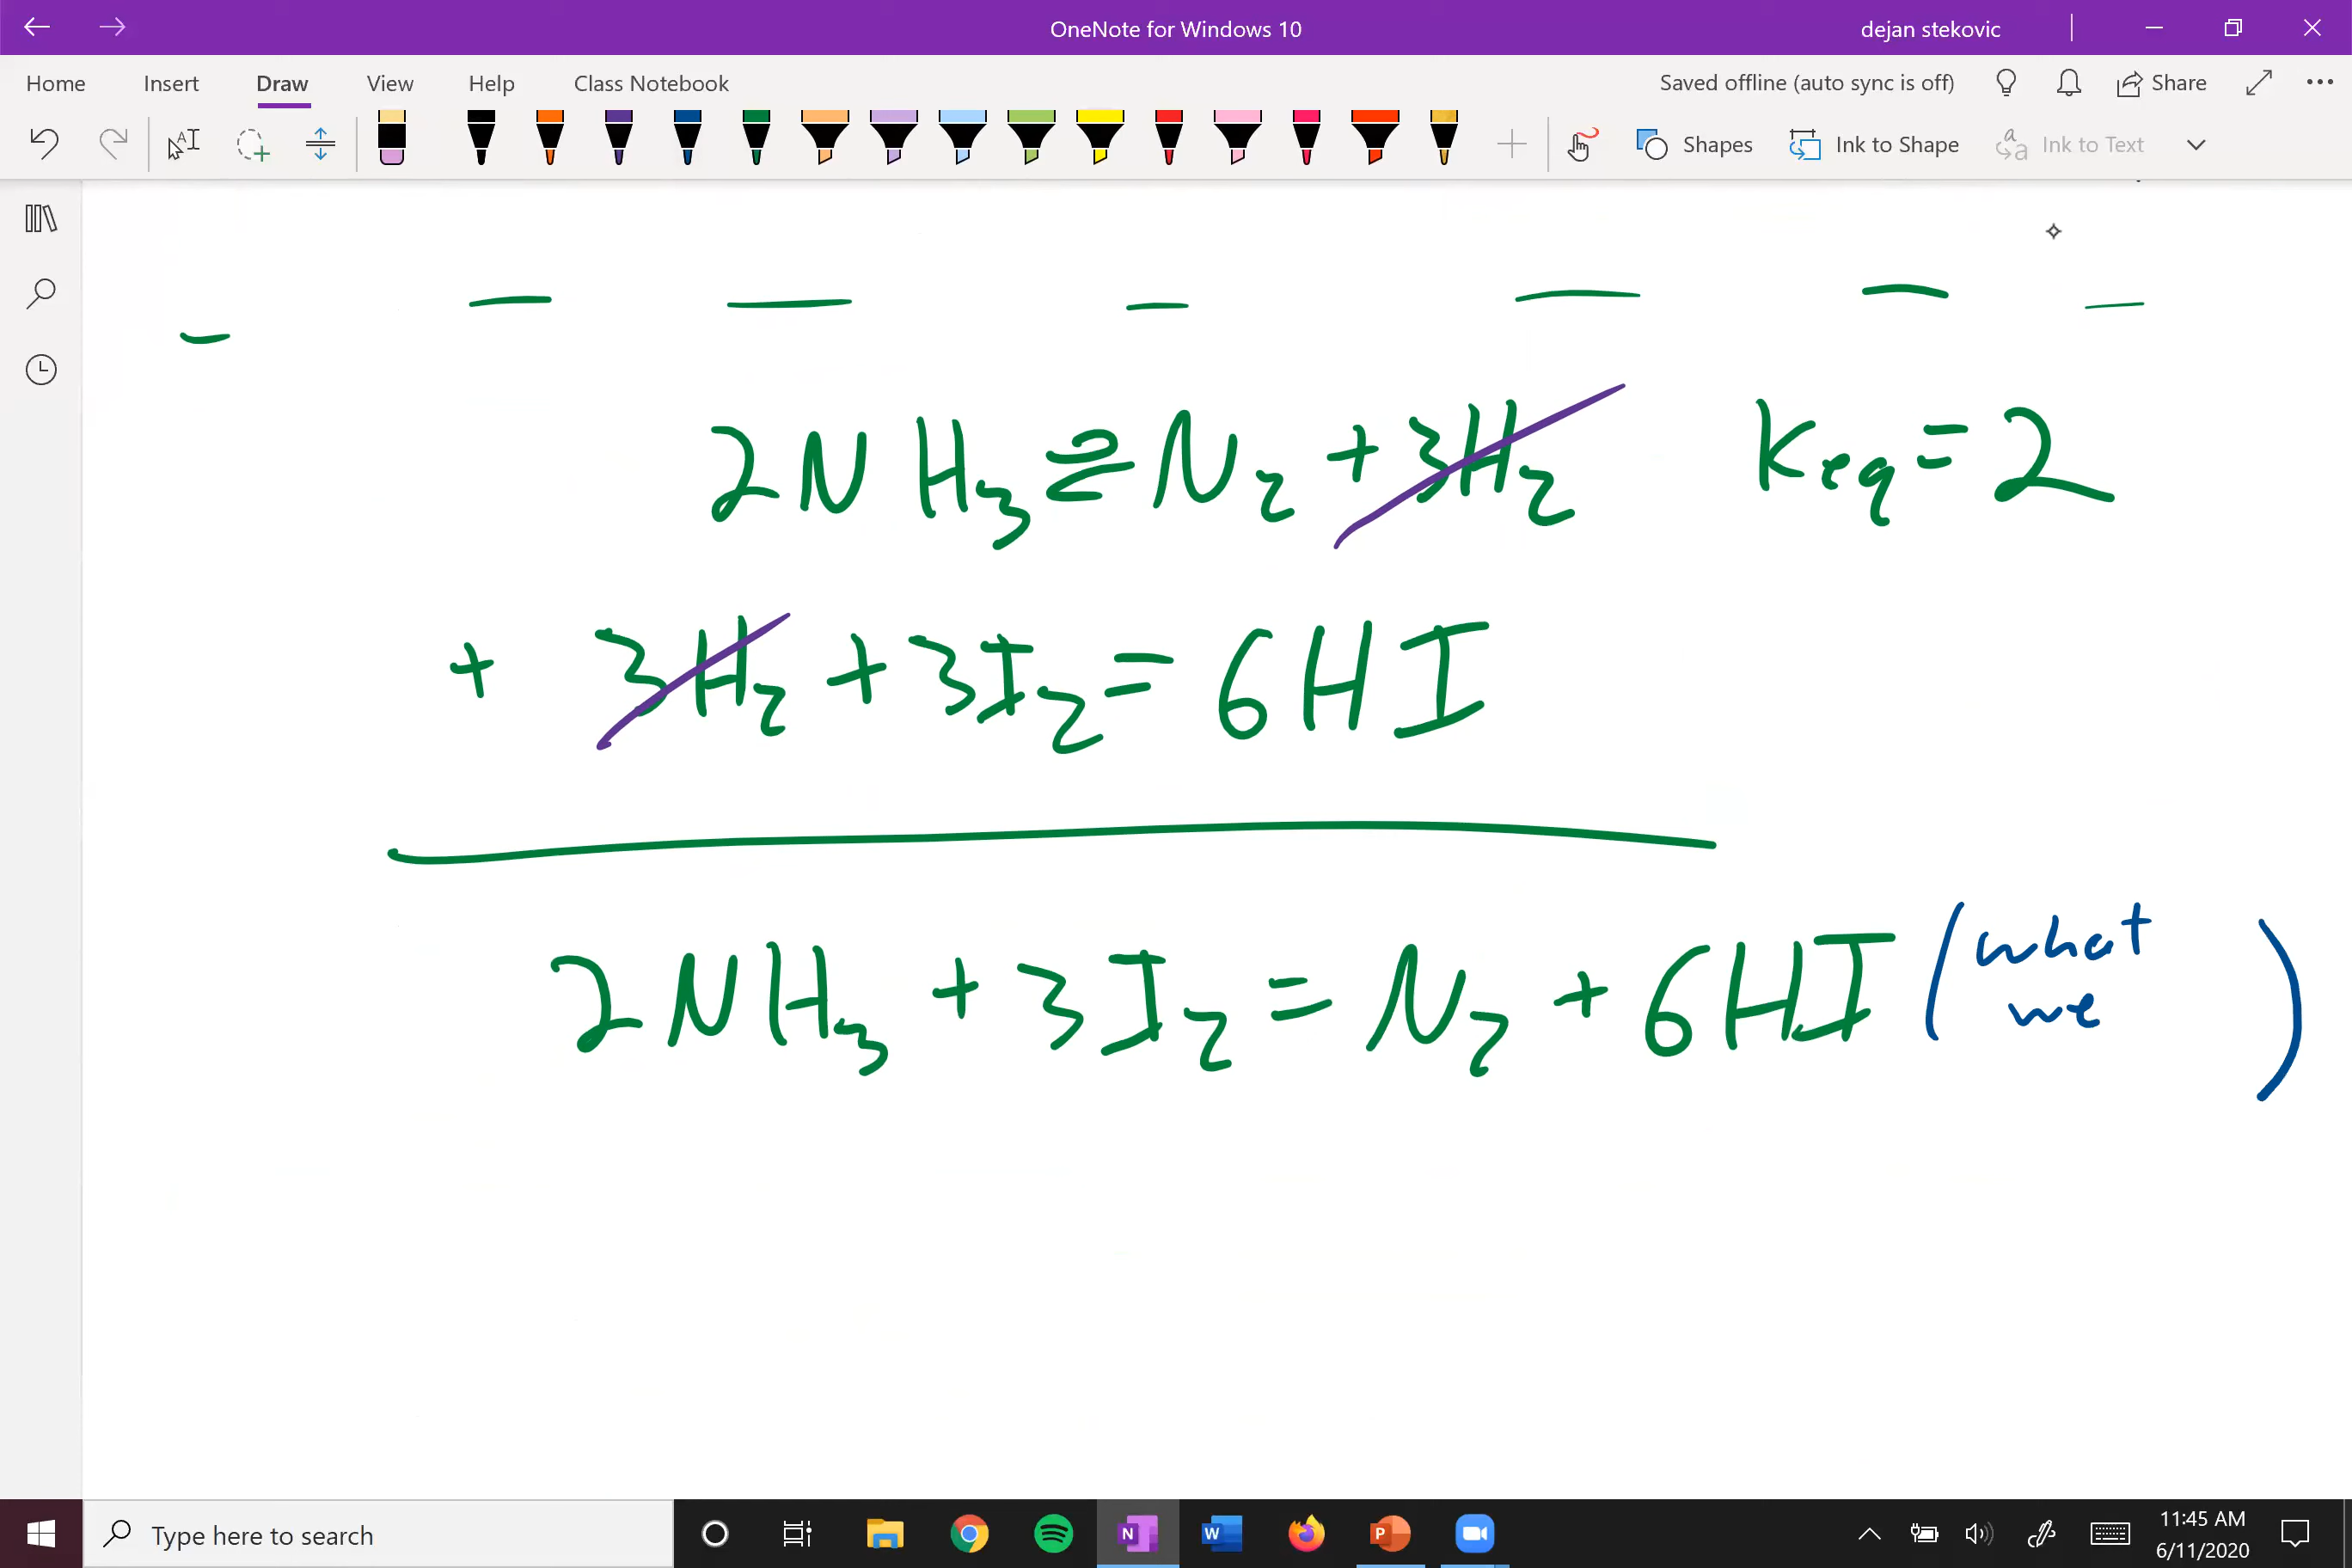 OneNote for Windows 10
dejan stekovic
Home Insert Draw View Help Class Notebook
Saved offline (auto sync is off) Share
Shapes Ink to Shape Ink to Text
2NH₃ ⇌ N₂ + 3H₂ Keq = 2
+ 3H₂ + 3I₂ = 6HI
2NH₃ + 3I₂ = N₂ + 6HI (what we )
Type here to search
11:45 AM
6/11/2020